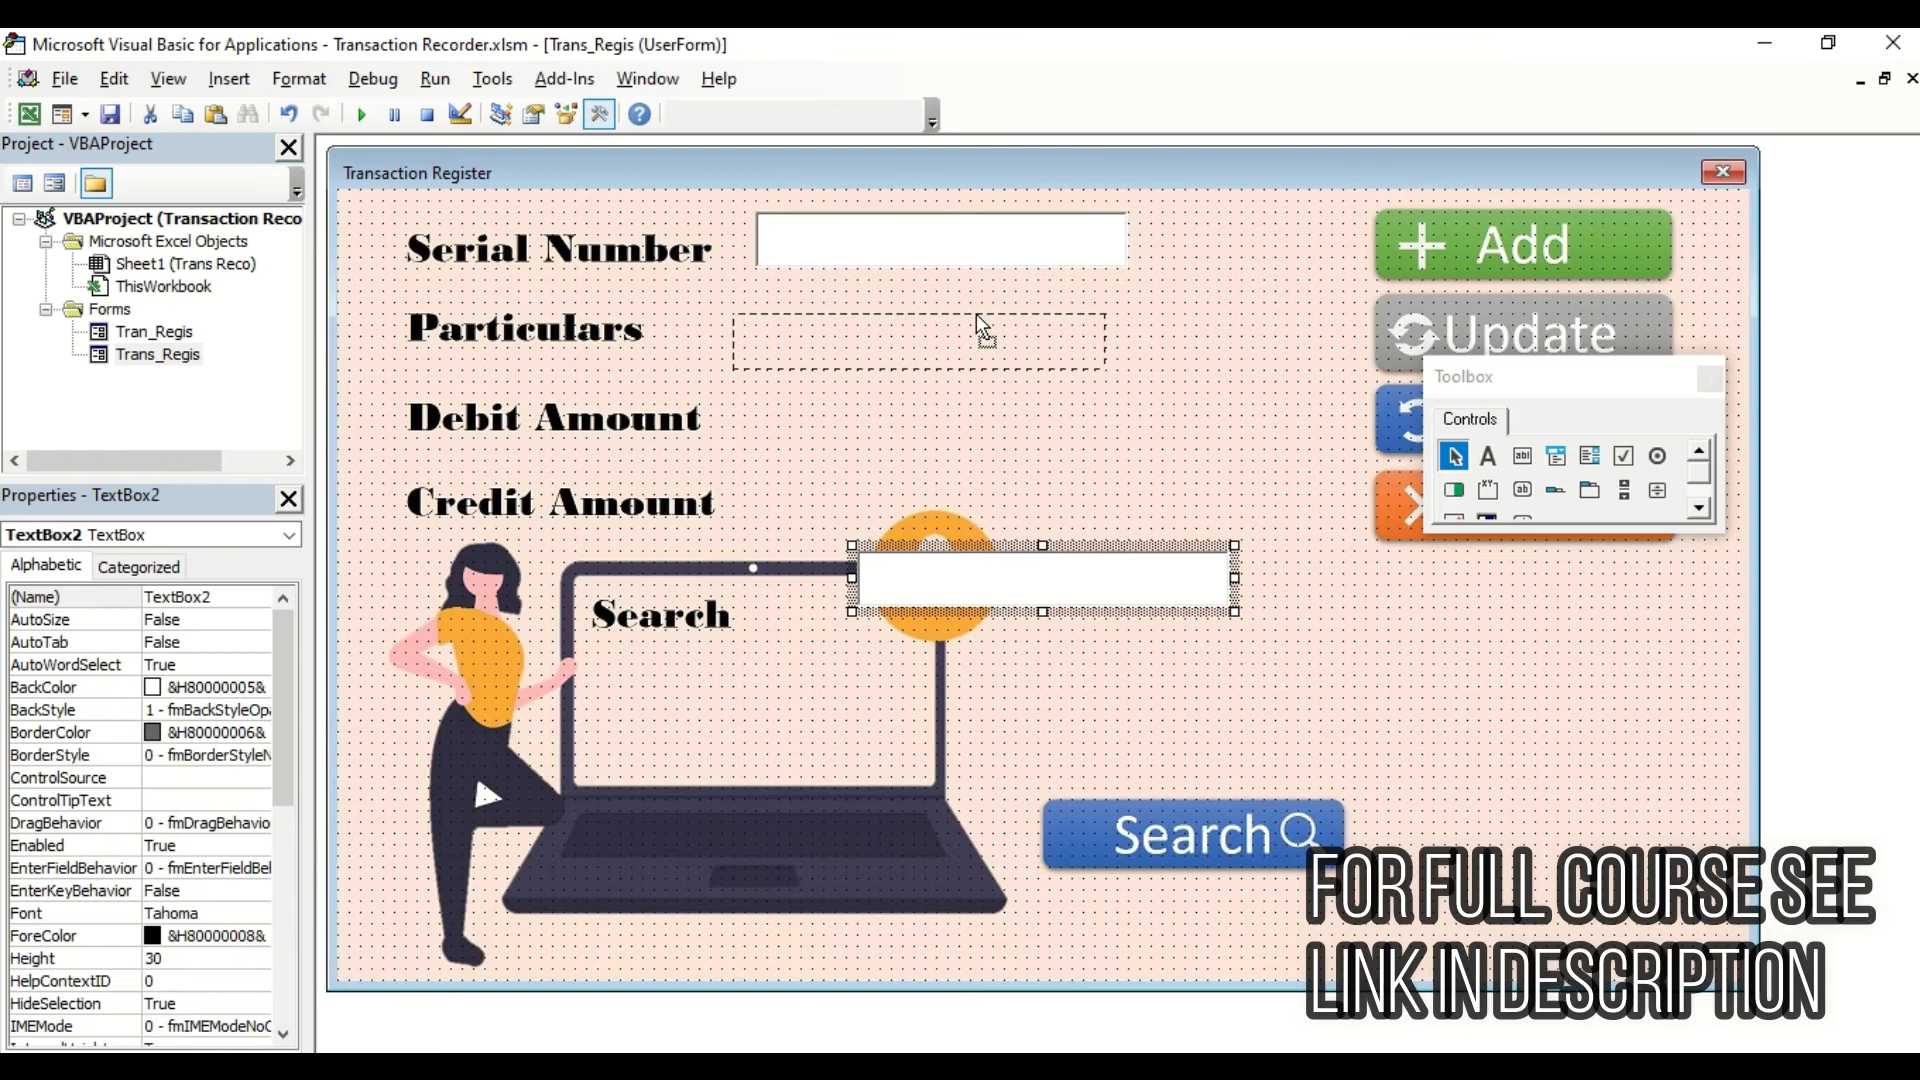 Microsoft Visual Basic for Applications - Transaction Recorder.xlsm - [Trans_Regis (UserForm)]
File Edit View Insert Format Debug Run Tools Add-Ins Window Help
Project - VBAProject
VBAProject (Transaction Reco
Microsoft Excel Objects
Sheet1 (Trans Reco)
ThisWorkbook
Forms
Tran_Regis
Trans_Regis
Properties - TextBox2
TextBox2 TextBox
Alphabetic Categorized
(Name) TextBox2
AutoSize False
AutoTab False
AutoWordSelect True
BackColor &H80000005&
BackStyle 1 - fmBackStyleOpa
BorderColor &H80000006&
BorderStyle 0 - fmBorderStyleN
ControlSource
ControlTipText
DragBehavior 0 - fmDragBehavio
Enabled True
EnterFieldBehavior 0 - fmEnterFieldBel
EnterKeyBehavior False
Font Tahoma
ForeColor &H80000008&
Height 30
HelpContextID 0
HideSelection True
IMEMode 0 - fmIMEModeNoC
Transaction Register
Serial Number
Particulars
Debit Amount
Credit Amount
Search
Add
Update
Toolbox
Controls
Search
FOR FULL COURSE SEE
LINK IN DESCRIPTION